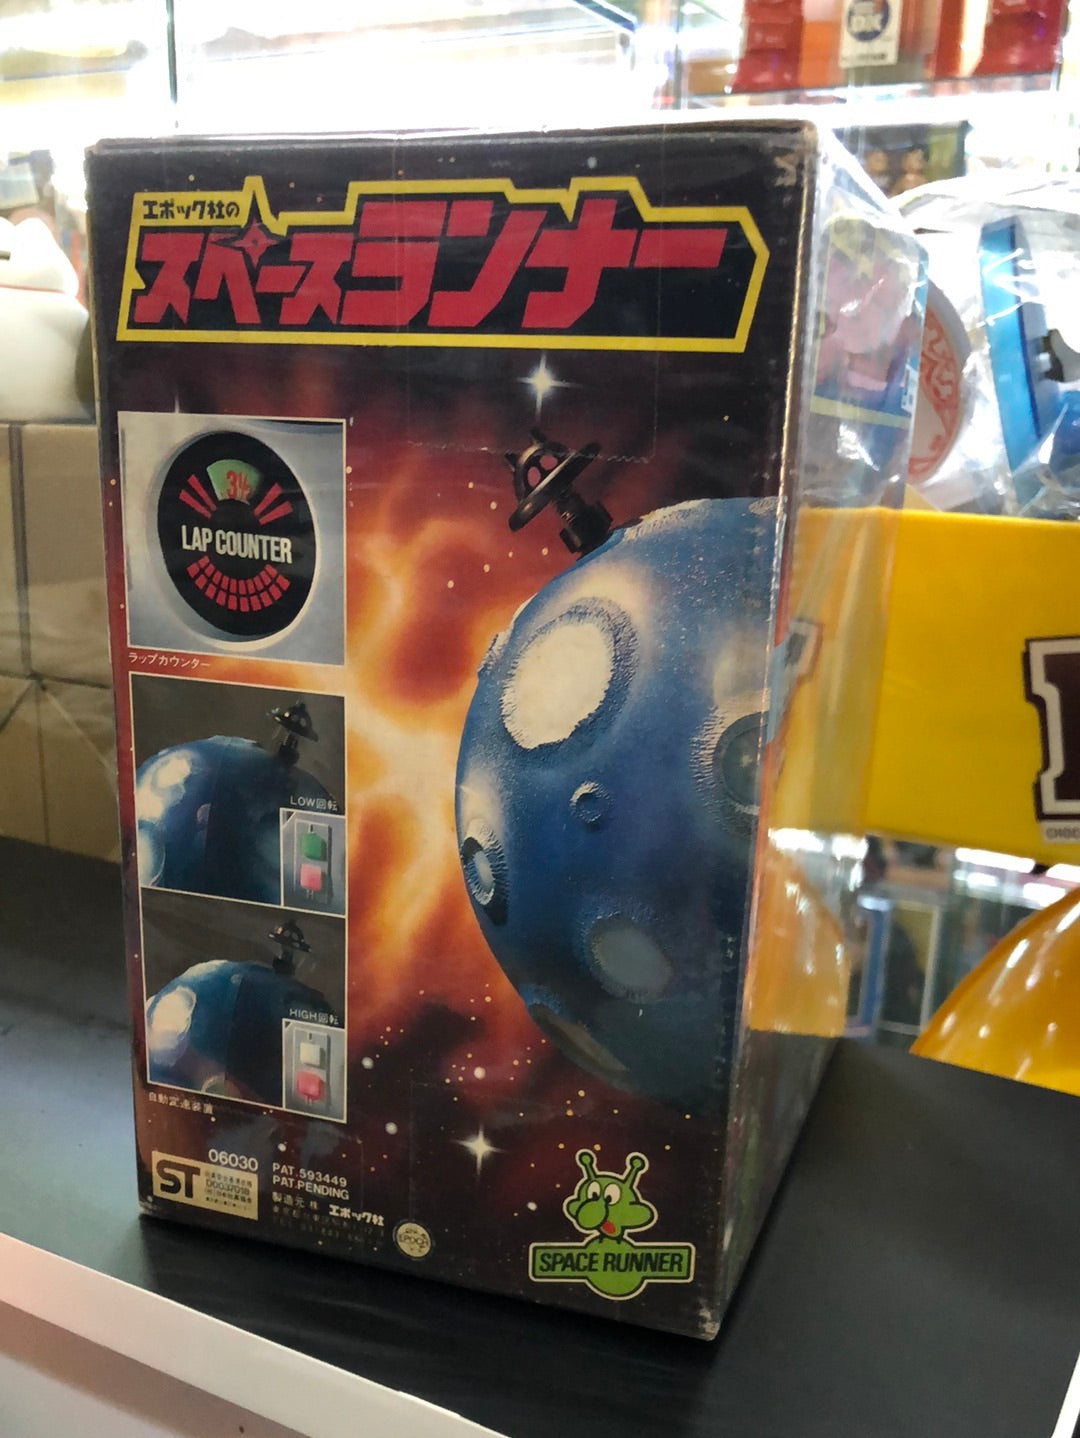 エポック社の
スペースランナー
3½
LAP COUNTER
ラップカウンター
LOW回転
HIGH回転
自動変速装置
06030
ST
PAT.593449
PAT.PENDING
製造元 株 エポック社
EPOCH
SPACE RUNNER
DX